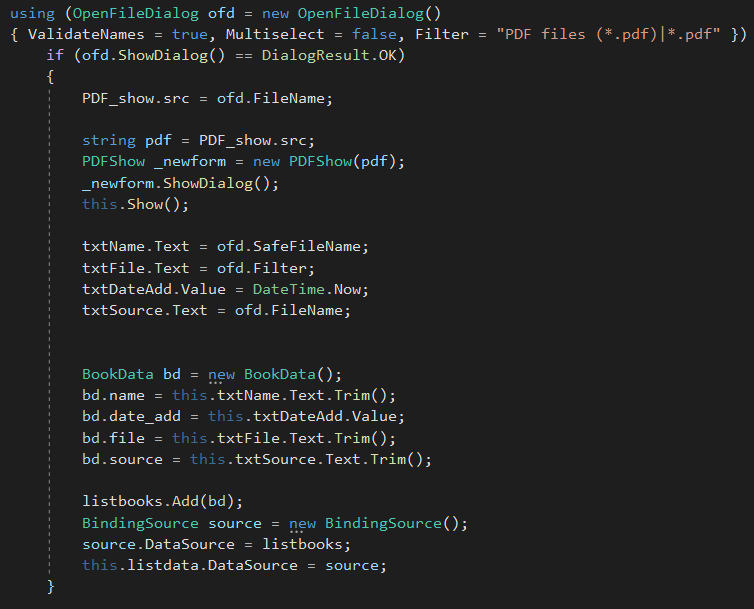 using (OpenFileDialog ofd = new OpenFileDialog()
{ ValidateNames = true, Multiselect = false, Filter = "PDF files (*.pdf)|*.pdf" })
if (ofd.ShowDialog() == DialogResult.OK)
{
PDF_show.src = ofd.FileName;
string pdf = PDF_show.src;
PDFShow _newform = new PDFShow(pdf);
_newform.ShowDialog();
this.Show();
txtName.Text = ofd.SafeFileName;
txtFile.Text = ofd.Filter;
txtDateAdd.Value = DateTime.Now;
txtSource.Text = ofd.FileName;
BookData bd = new BookData();
bd.name = this.txtName.Text.Trim();
bd.date_add = this.txtDateAdd.Value;
bd.file = this.txtFile.Text.Trim();
bd.source = this.txtSource.Text.Trim();
listbooks.Add(bd);
BindingSource source = new BindingSource();
source.DataSource = listbooks;
this.listdata.DataSource = source;
}